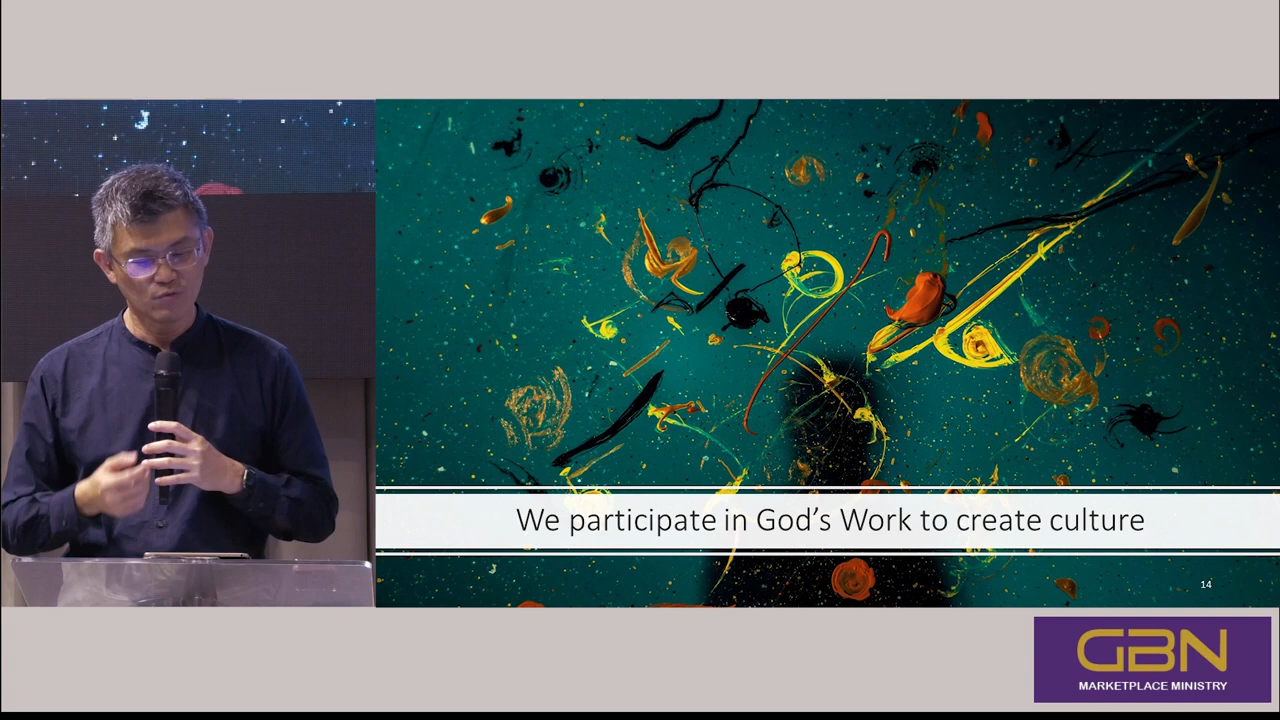 We participate in God's Work to create culture
14
GBN
MARKETPLACE MINISTRY